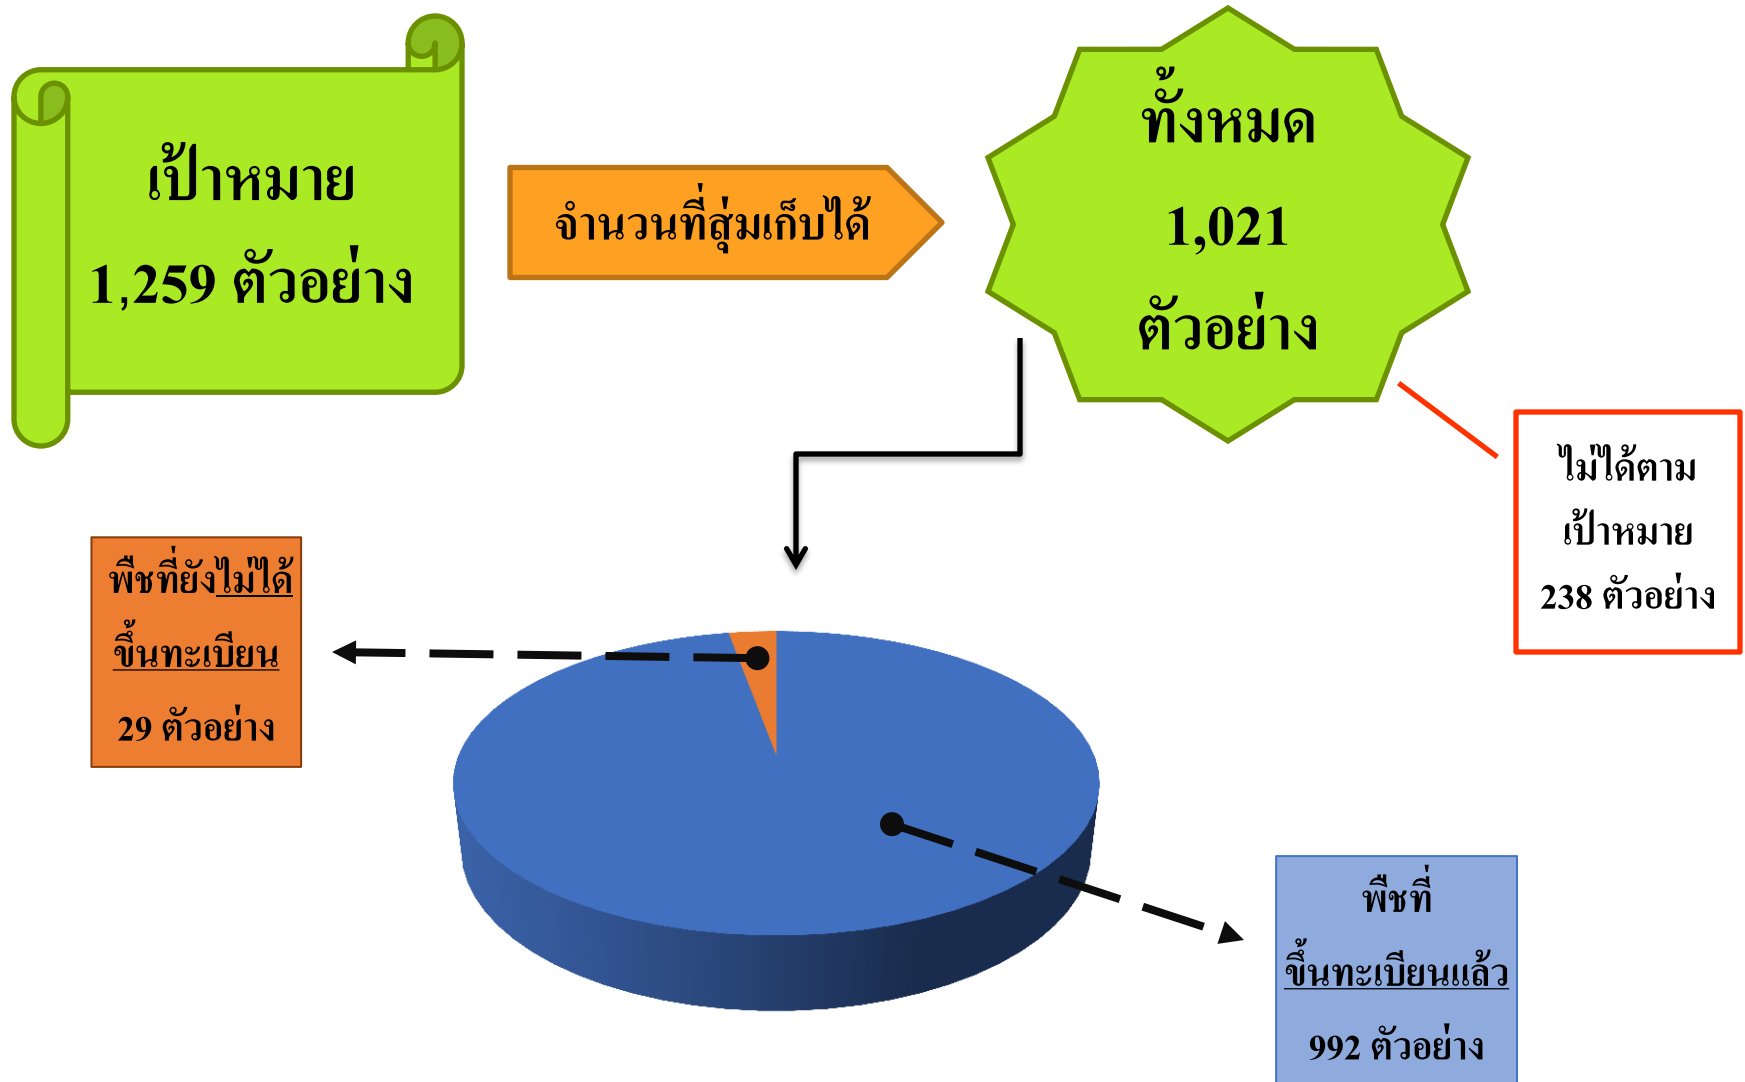 เป้าหมาย
1,259 ตัวอย่าง
จำนวนที่สุ่มเก็บได้
ทั้งหมด
1,021
ตัวอย่าง
ไม่ได้ตาม
เป้าหมาย
238 ตัวอย่าง
พืชที่ยังไม่ได้
ขึ้นทะเบียน
29 ตัวอย่าง
พืชที่
ขึ้นทะเบียนแล้ว
992 ตัวอย่าง